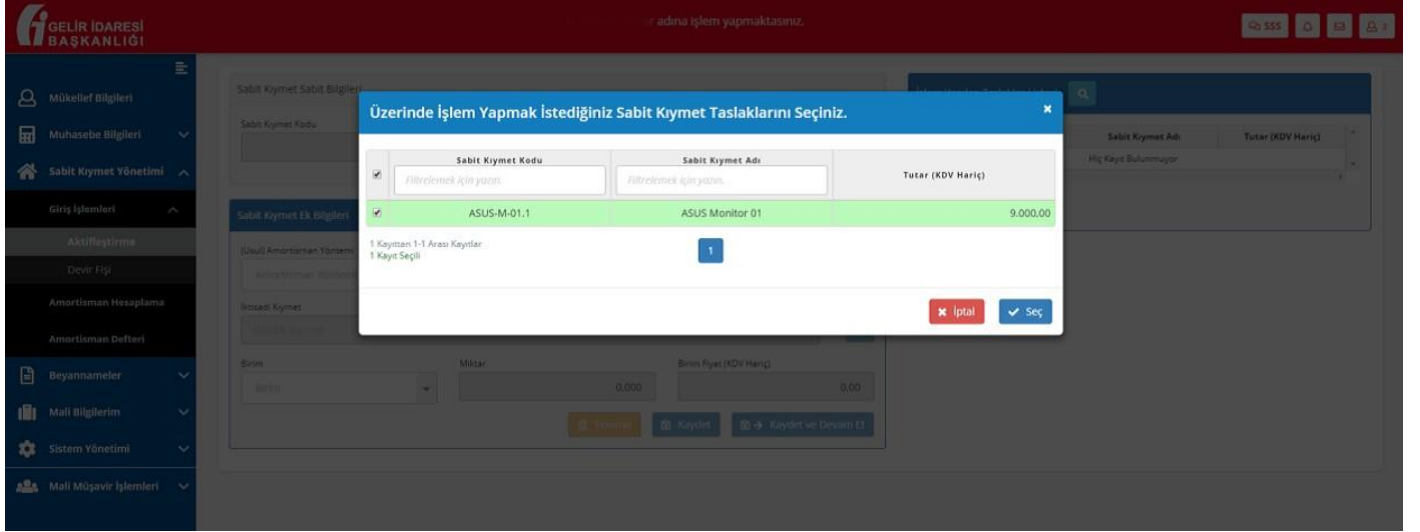 GELİR İDARESİ
BAŞKANLIĞI
adına işlem yapmaktasınız.
SSS
Mükellef Bilgileri
Muhasebe Bilgileri
Sabit Kıymet Yönetimi
Giriş İşlemleri
Aktifleştirme
Devir Fişi
Amortisman Hesaplama
Amortisman Defteri
Beyannameler
Mali Bilgilerim
Sistem Yönetimi
Mali Müşavir İşlemleri
Sabit Kıymet Sabit Bilgileri
Sabit Kıymet Kodu
Üzerinde İşlem Yapmak İstediğiniz Sabit Kıymet Taslaklarını Seçiniz.
Sabit Kıymet Kodu Sabit Kıymet Adı Tutar (KDV Hariç)
Filtrelemek için yazın. Filtrelemek için yazın.
ASUS-M-01.1 ASUS Monitor 01 9.000,00
1 Kayıttan 1-1 Arası Kayıtlar
1 Kayıt Seçili
1
İptal Seç
Sabit Kıymet Adı Tutar (KDV Hariç)
Hiç Kayıt Bulunmuyor
Sabit Kıymet Ek Bilgileri
(Usul) Amortisman Yöntemi
İktisadi Kıymet
Birim Miktar Birim Fiyat (KDV Hariç)
Birim 0,000 0,00
Kaydet Kaydet ve Devam Et